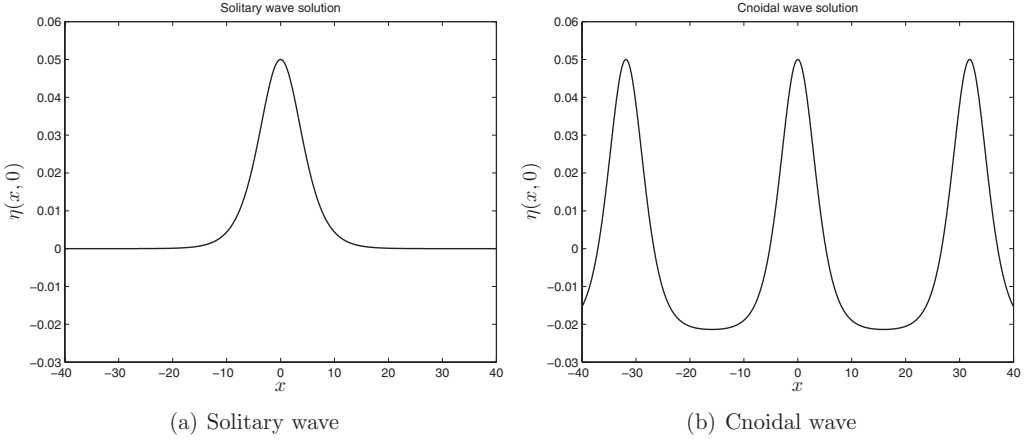 Solitary wave solution
0.06
0.05
0.04
0.03
0.02
0.01
0
−0.01
−0.02
−0.03
η(x, 0)
−40 −30 −20 −10 0 10 20 30 40
x
(a) Solitary wave
Cnoidal wave solution
0.06
0.05
0.04
0.03
0.02
0.01
0
−0.01
−0.02
−0.03
η(x, 0)
−40 −30 −20 −10 0 10 20 30 40
x
(b) Cnoidal wave